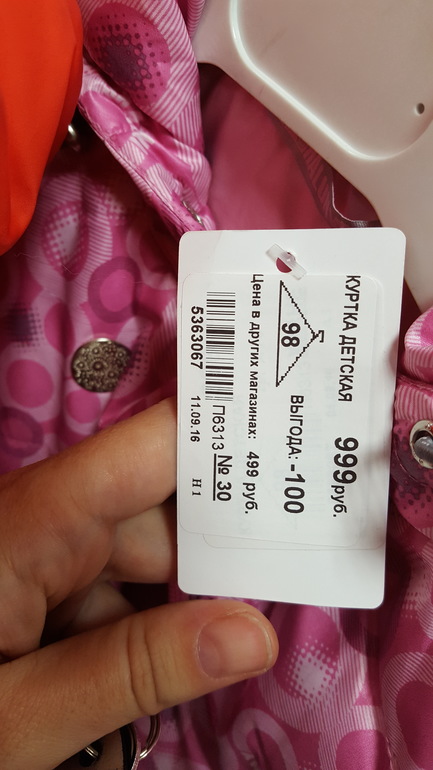 КУРТКА ДЕТСКАЯ
999руб.
98
ВЫГОДА: -100
Цена в других магазинах: 499 руб.
П6313 № 30
5363067 11.09.16 Н1